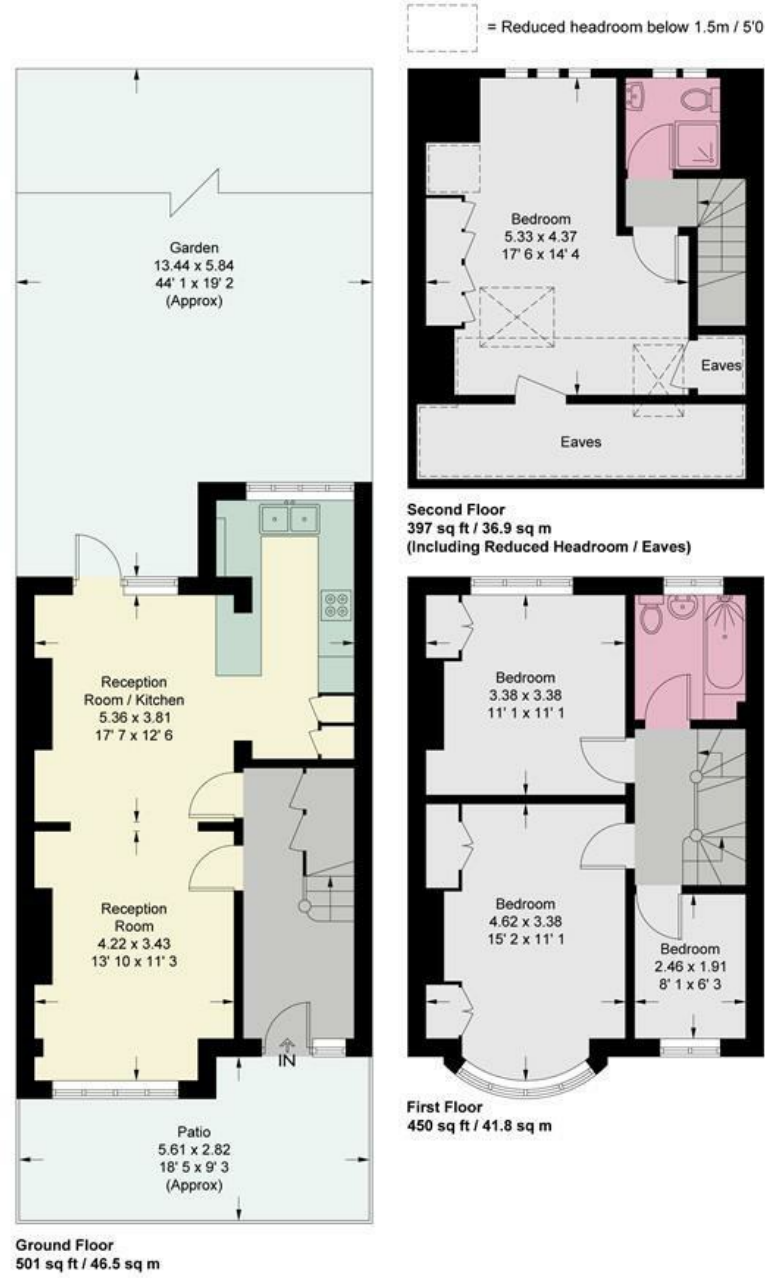 = Reduced headroom below 1.5m / 5'0
Garden
13.44 x 5.84
44' 1 x 19' 2
(Approx)
Reception
Room / Kitchen
5.36 x 3.81
17' 7 x 12' 6
Reception
Room
4.22 x 3.43
13' 10 x 11' 3
IN
Patio
5.61 x 2.82
18' 5 x 9' 3
(Approx)
Ground Floor
501 sq ft / 46.5 sq m
Bedroom
5.33 x 4.37
17' 6 x 14' 4
Eaves
Eaves
Second Floor
397 sq ft / 36.9 sq m
(Including Reduced Headroom / Eaves)
Bedroom
3.38 x 3.38
11' 1 x 11' 1
Bedroom
4.62 x 3.38
15' 2 x 11' 1
Bedroom
2.46 x 1.91
8' 1 x 6' 3
First Floor
450 sq ft / 41.8 sq m